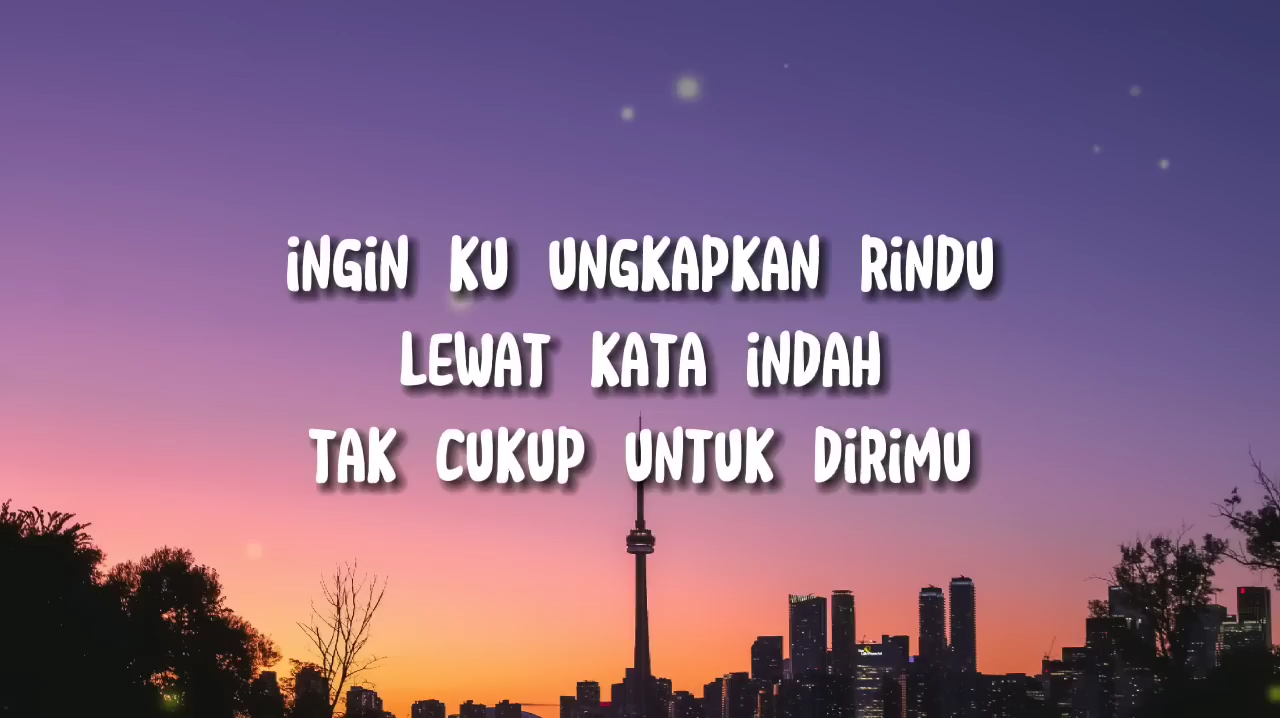 iNGiN KU UNGKAPKAN RiNDU
LEWAT KATA iNDAH
TAK CUKUP UNTUK DiRiMU